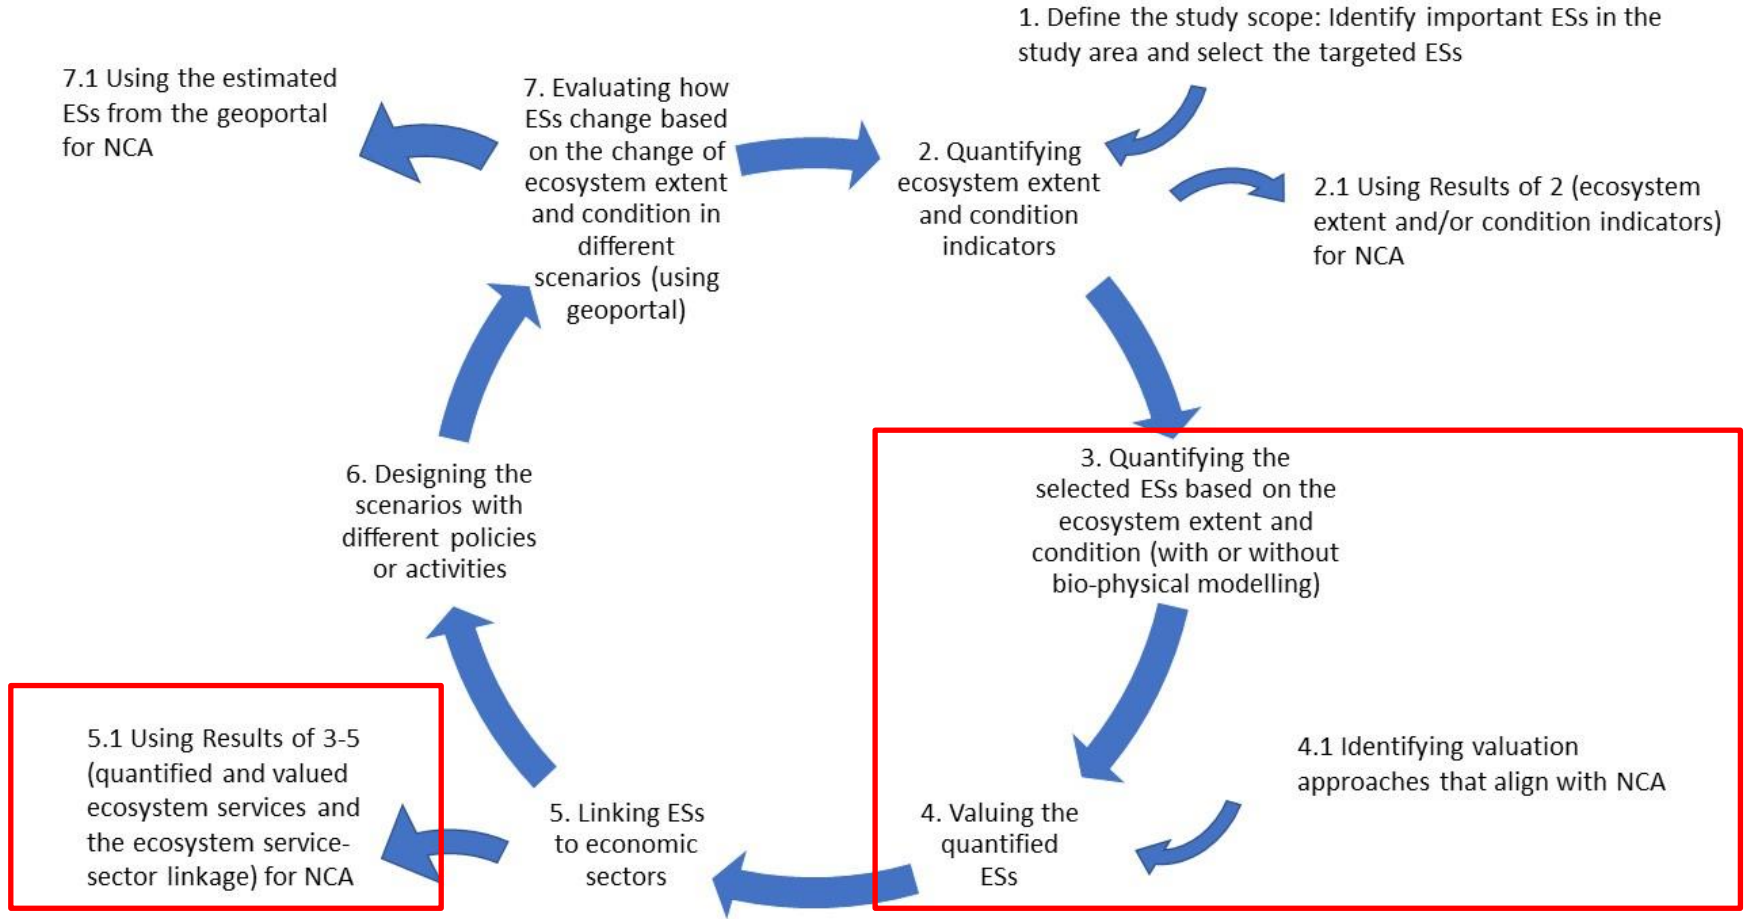 1. Define the study scope: Identify important ESs in the
study area and select the targeted ESs
7.1 Using the estimated
ESs from the geoportal
for NCA
7. Evaluating how
ESs change based
on the change of
ecosystem extent
and condition in
different
scenarios (using
geoportal)
2. Quantifying
ecosystem extent
and condition
indicators
2.1 Using Results of 2 (ecosystem
extent and/or condition indicators)
for NCA
3. Quantifying the
selected ESs based on the
ecosystem extent and
condition (with or without
bio-physical modelling)
4.1 Identifying valuation
approaches that align with NCA
4. Valuing the
quantified
ESs
5. Linking ESs
to economic
sectors
5.1 Using Results of 3-5
(quantified and valued
ecosystem services and
the ecosystem service-
sector linkage) for NCA
6. Designing the
scenarios with
different policies
or activities